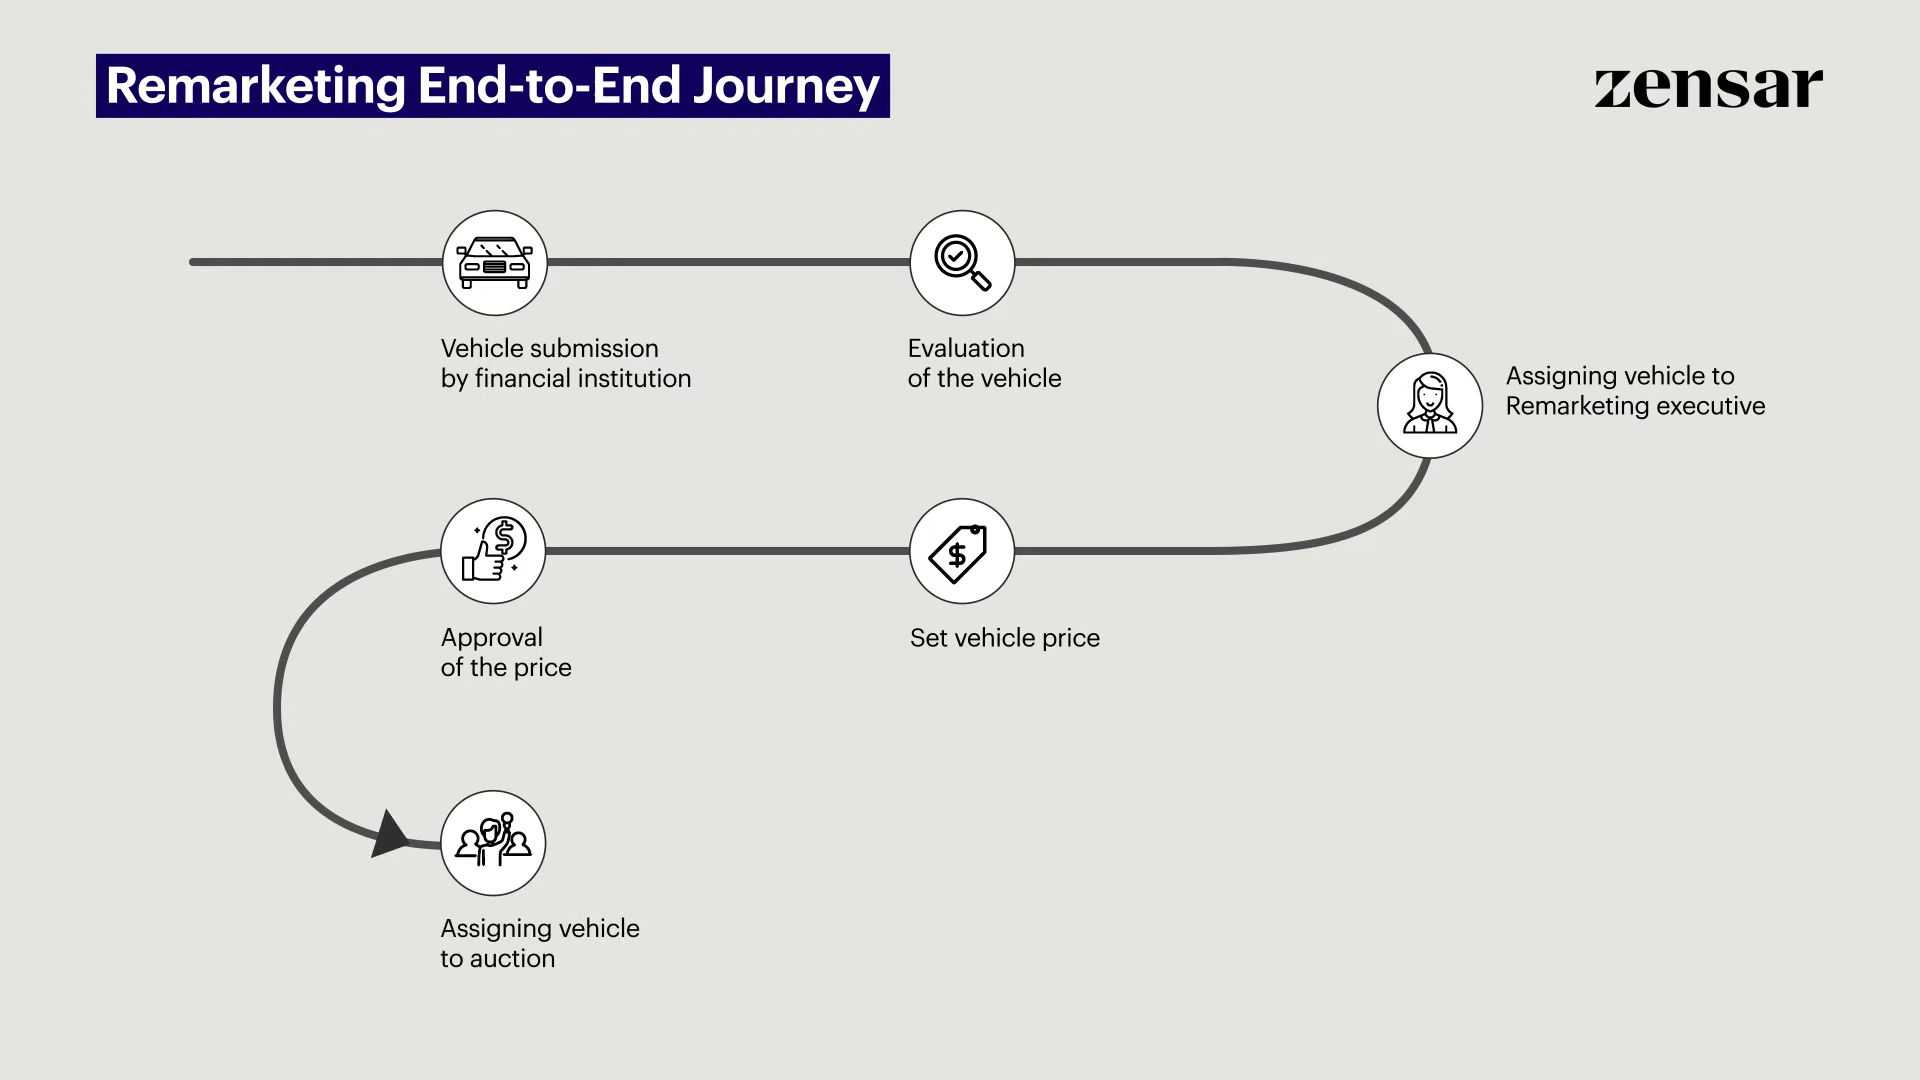 Remarketing End-to-End Journey
zensar
Vehicle submission
by financial institution
Evaluation
of the vehicle
Assigning vehicle to
Remarketing executive
$
Approval
of the price
$
Set vehicle price
Assigning vehicle
to auction